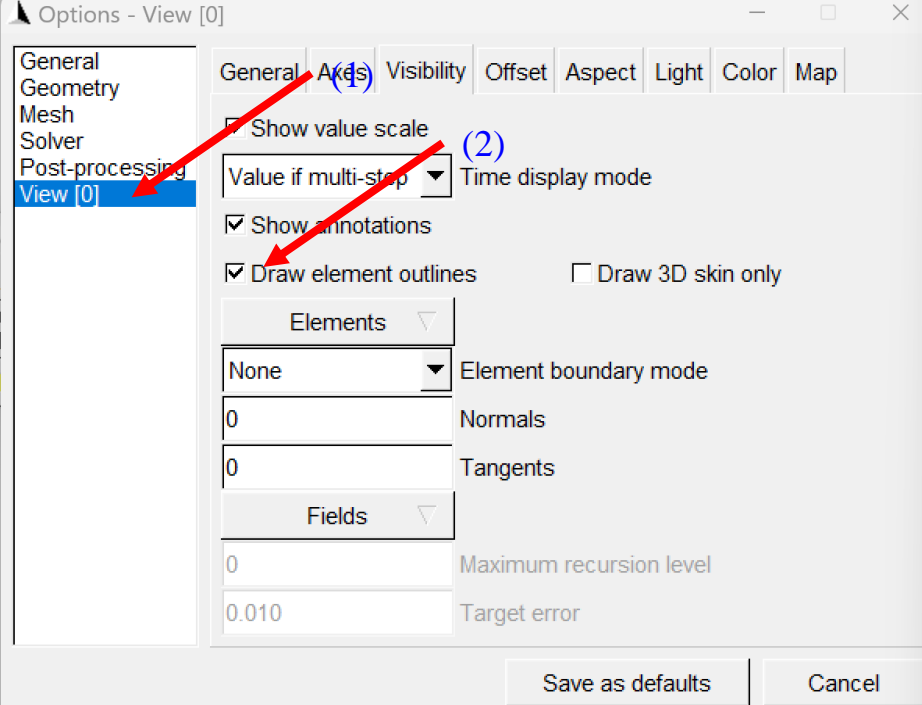 Options - View [0]
General
Geometry
Mesh
Solver
Post-processing
View [0]
General Axes Visibility Offset Aspect Light Color Map
(1)
Show value scale
(2)
Value if multi-step Time display mode
Show annotations
Draw element outlines Draw 3D skin only
Elements
None Element boundary mode
0 Normals
0 Tangents
Fields
0 Maximum recursion level
0.010 Target error
Save as defaults Cancel